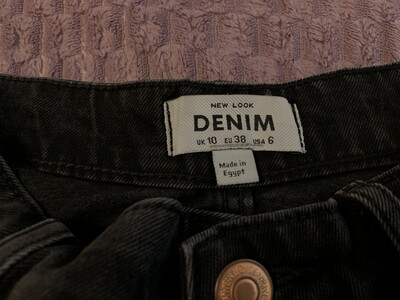 NEW LOOK
DENIM
UK 10 EU 38 USA 6
Made in
Egypt